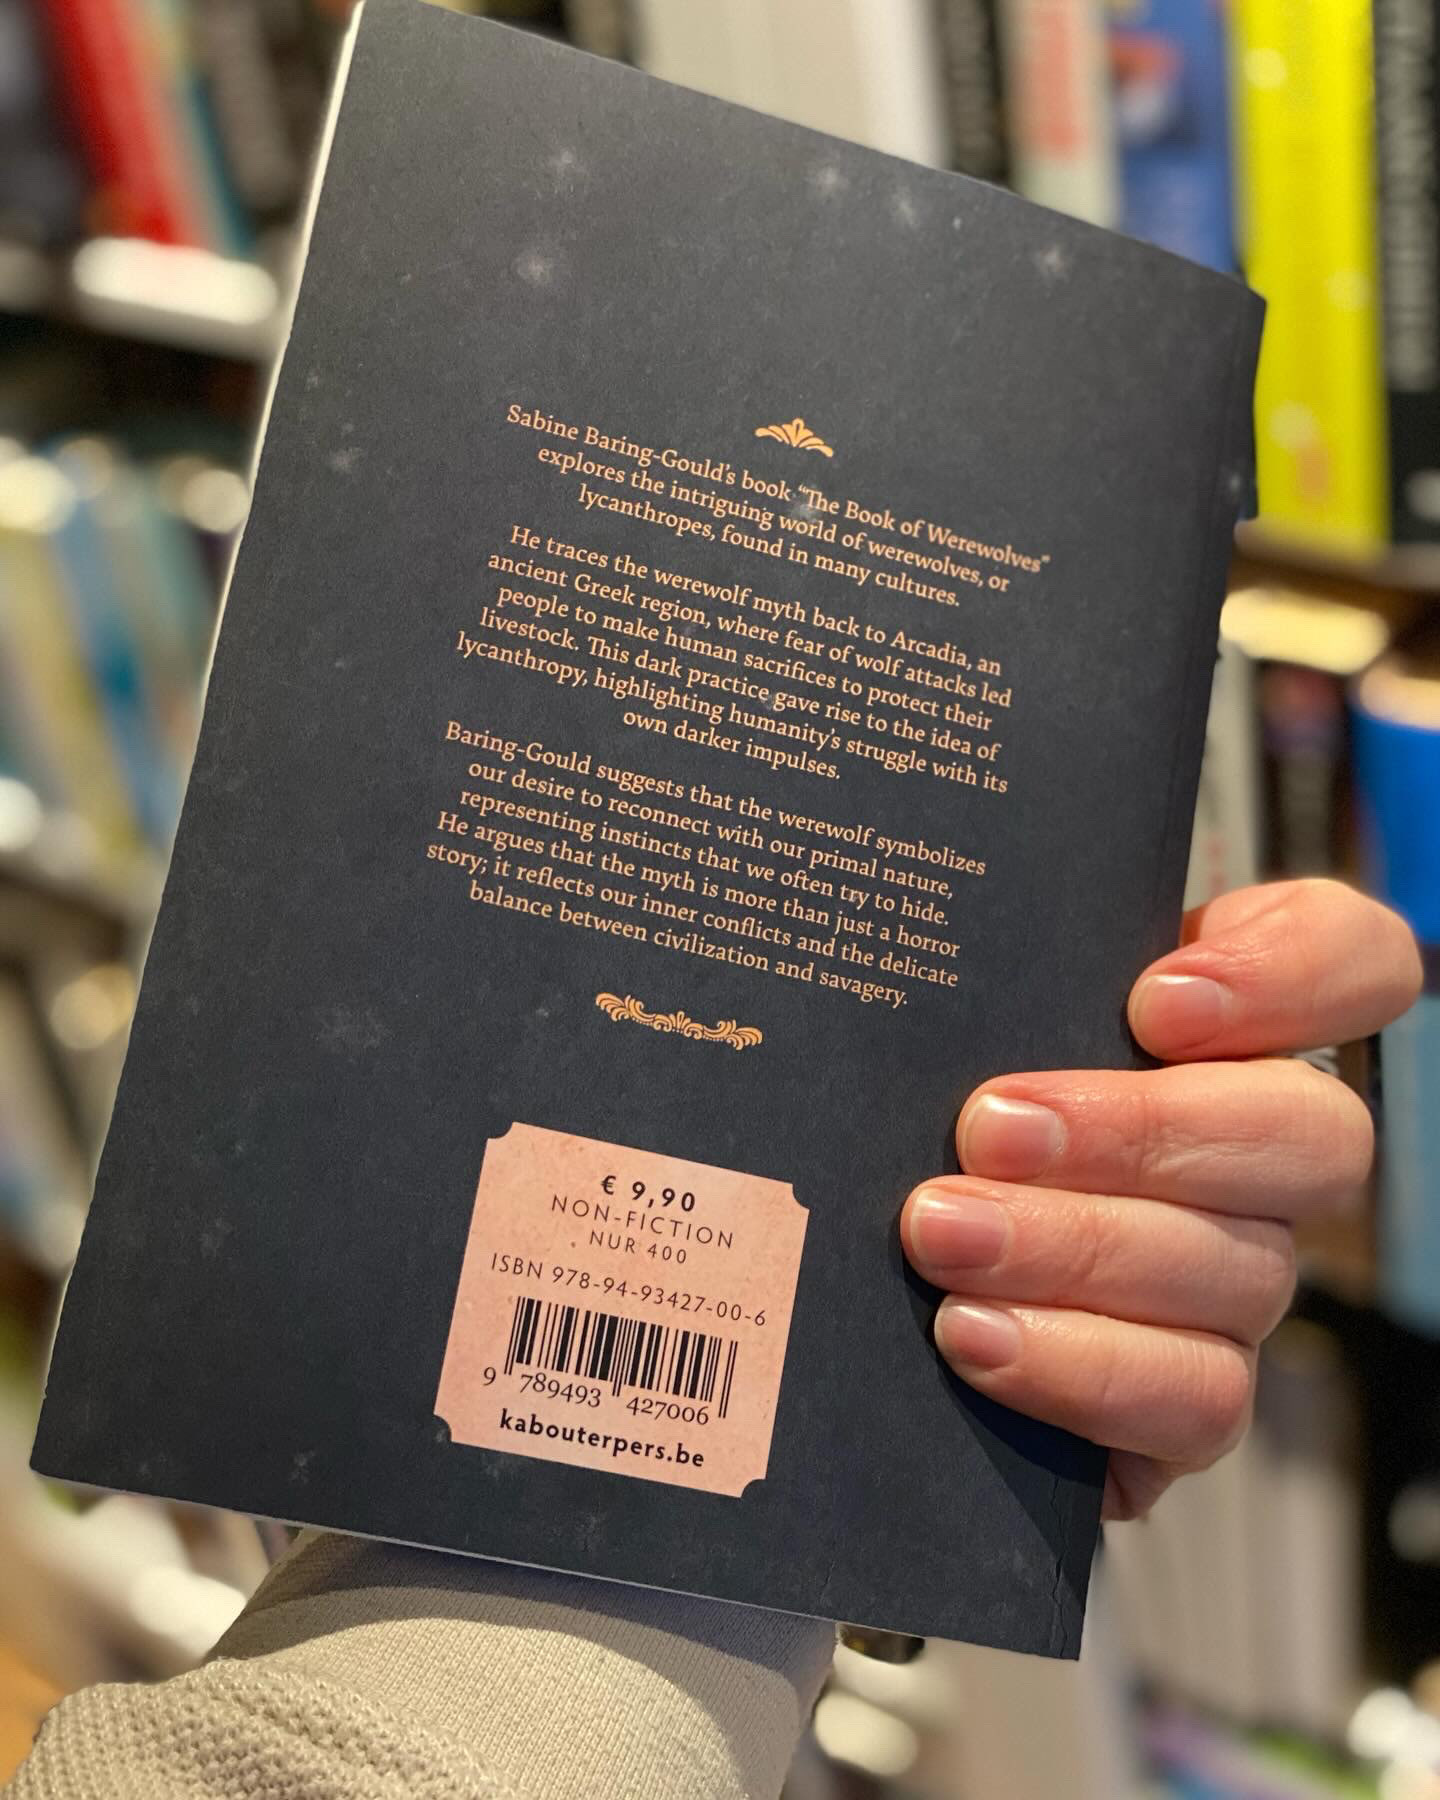 Sabine Baring-Gould's book “The Book of Werewolves”
explores the intriguing world of werewolves, or
lycanthropes, found in many cultures.
He traces the werewolf myth back to Arcadia, an
ancient Greek region, where fear of wolf attacks led
people to make human sacrifices to protect their
livestock. This dark practice gave rise to the idea of
lycanthropy, highlighting humanity's struggle with its
own darker impulses.
Baring-Gould suggests that the werewolf symbolizes
our desire to reconnect with our primal nature,
representing instincts that we often try to hide.
He argues that the myth is more than just a horror
story; it reflects our inner conflicts and the delicate
balance between civilization and savagery.
€ 9,90
NON-FICTION
NUR 400
ISBN 978-94-93427-00-6
9 789493 427006
kabouterpers.be